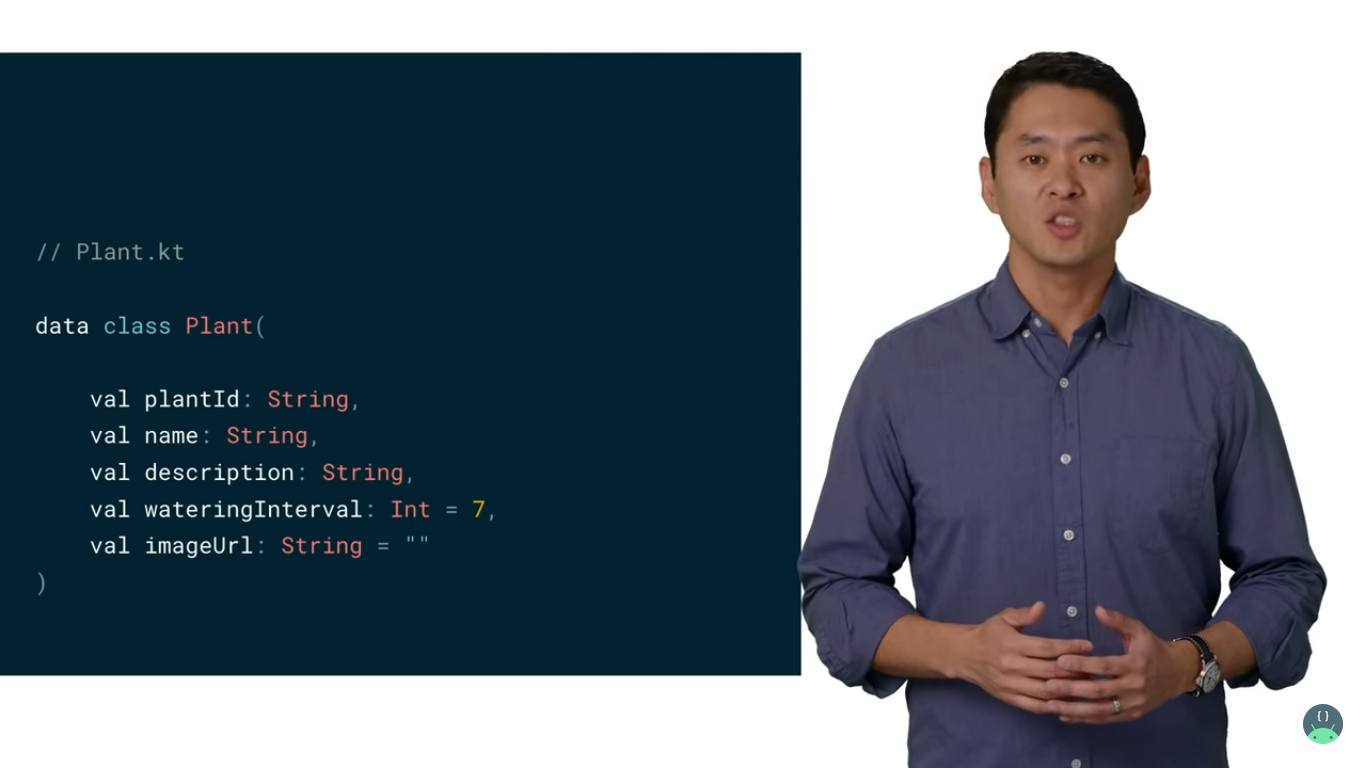 // Plant.kt
data class Plant(
val plantId: String,
val name: String,
val description: String,
val wateringInterval: Int = 7,
val imageUrl: String = ""
)
{}